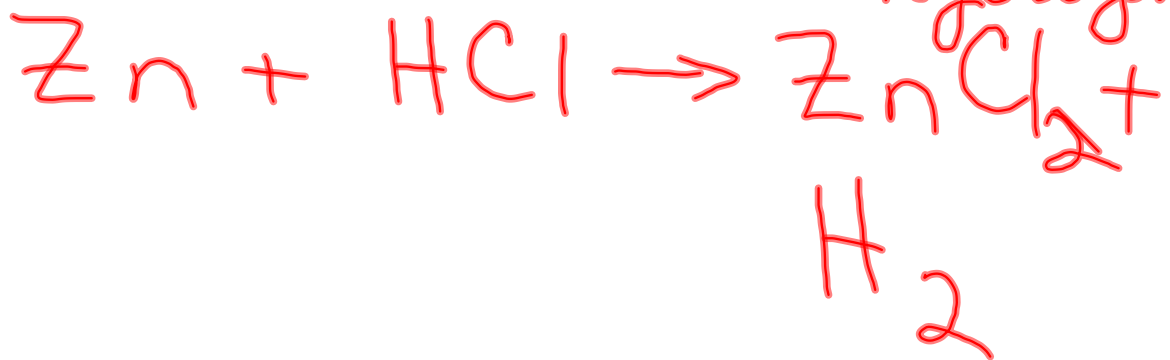 Zn + HCl → ZnCl₂ +
H₂